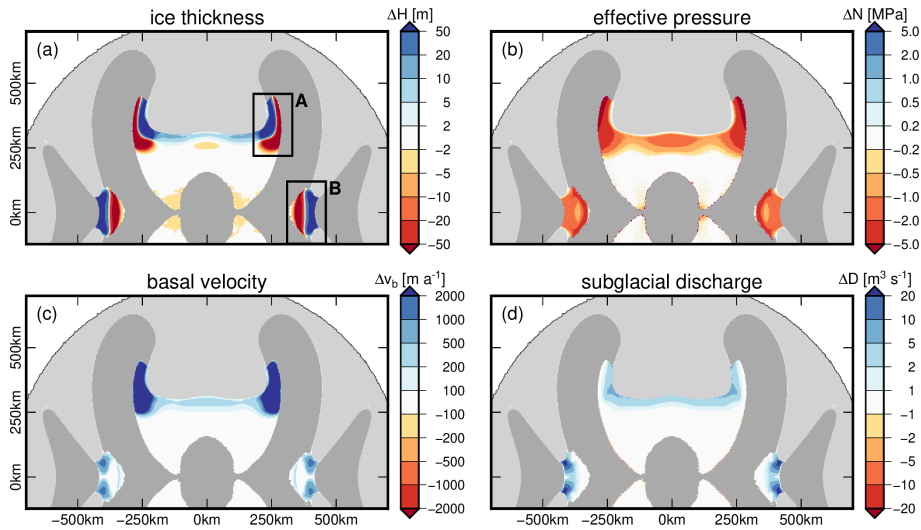 ice thickness
ΔH [m]
(a)
A
B
500km
250km
0km
50
20
10
5
2
−2
−5
−10
−20
−50
effective pressure
ΔN [MPa]
(b)
5.0
2.0
1.0
0.5
0.2
−0.2
−0.5
−1.0
−2.0
−5.0
basal velocity
Δvb [m a-1]
(c)
500km
250km
0km
−500km
−250km
0km
250km
500km
2000
1000
500
200
100
−100
−200
−500
−1000
−2000
subglacial discharge
ΔD [m3 s-1]
(d)
−500km
−250km
0km
250km
500km
20
10
5
2
1
−1
−2
−5
−10
−20